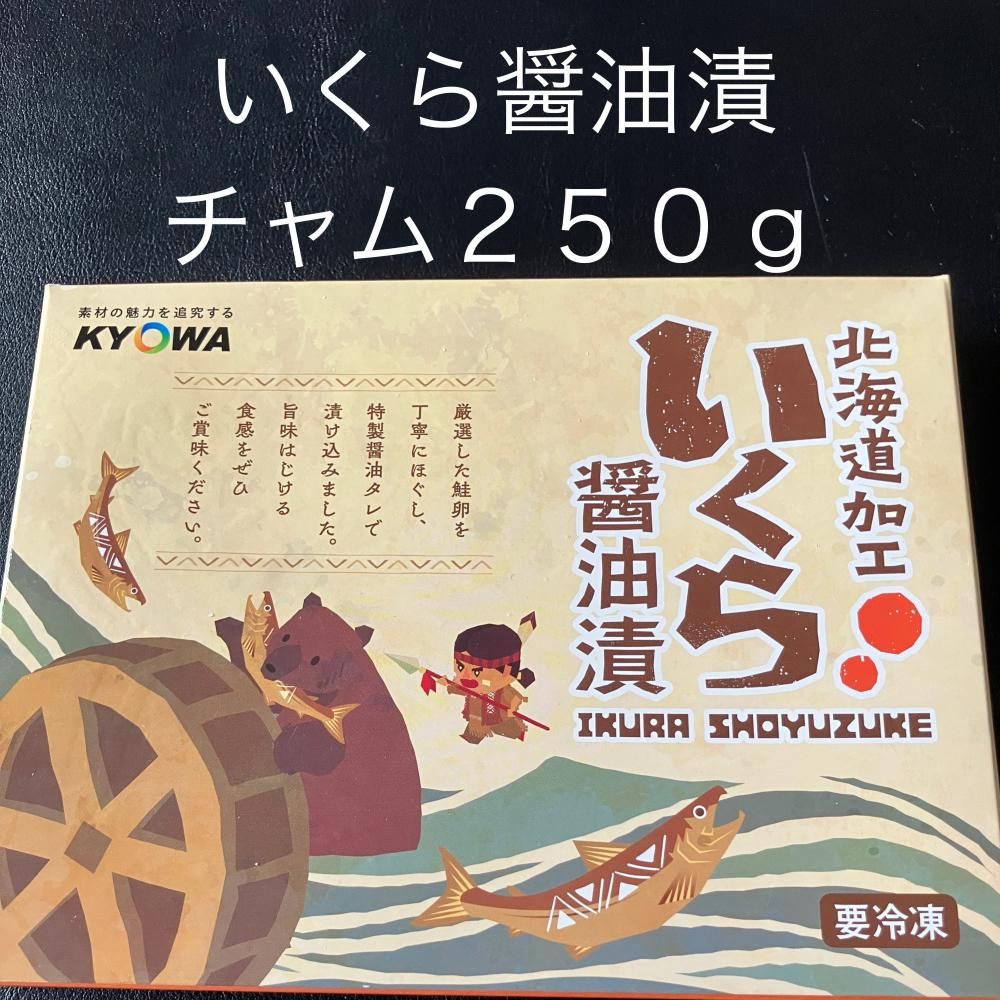 いくら醤油漬
チャム２５０ｇ
素材の魅力を追究する
KYOWA
北海道加工
いくら
醤油漬
IKURA SHOYUZUKE
厳選した鮭卵を
丁寧にほぐし、
特製醤油タレで
漬け込みました。
旨味はじける
食感をぜひ
ご賞味ください。
要冷凍